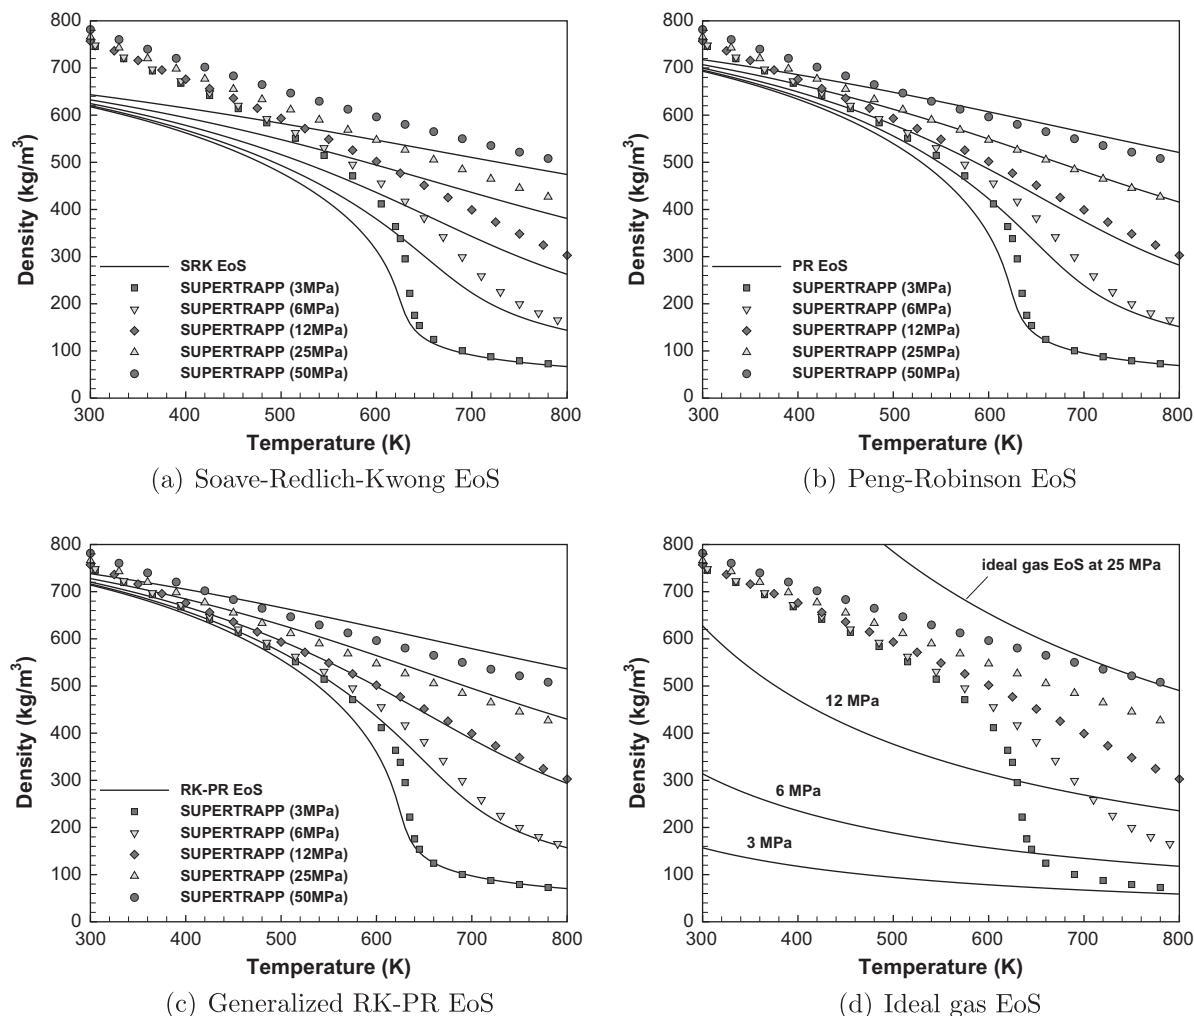 800
700
600
500
400
300
200
100
0
Density (kg/m³)
SRK EoS
SUPERTRAPP (3MPa)
SUPERTRAPP (6MPa)
SUPERTRAPP (12MPa)
SUPERTRAPP (25MPa)
SUPERTRAPP (50MPa)
300 400 500 600 700 800
Temperature (K)
(a) Soave-Redlich-Kwong EoS
800
700
600
500
400
300
200
100
0
Density (kg/m³)
PR EoS
SUPERTRAPP (3MPa)
SUPERTRAPP (6MPa)
SUPERTRAPP (12MPa)
SUPERTRAPP (25MPa)
SUPERTRAPP (50MPa)
300 400 500 600 700 800
Temperature (K)
(b) Peng-Robinson EoS
800
700
600
500
400
300
200
100
0
Density (kg/m³)
RK-PR EoS
SUPERTRAPP (3MPa)
SUPERTRAPP (6MPa)
SUPERTRAPP (12MPa)
SUPERTRAPP (25MPa)
SUPERTRAPP (50MPa)
300 400 500 600 700 800
Temperature (K)
(c) Generalized RK-PR EoS
800
700
600
500
400
300
200
100
0
Density (kg/m³)
ideal gas EoS at 25 MPa
12 MPa
6 MPa
3 MPa
300 400 500 600 700 800
Temperature (K)
(d) Ideal gas EoS